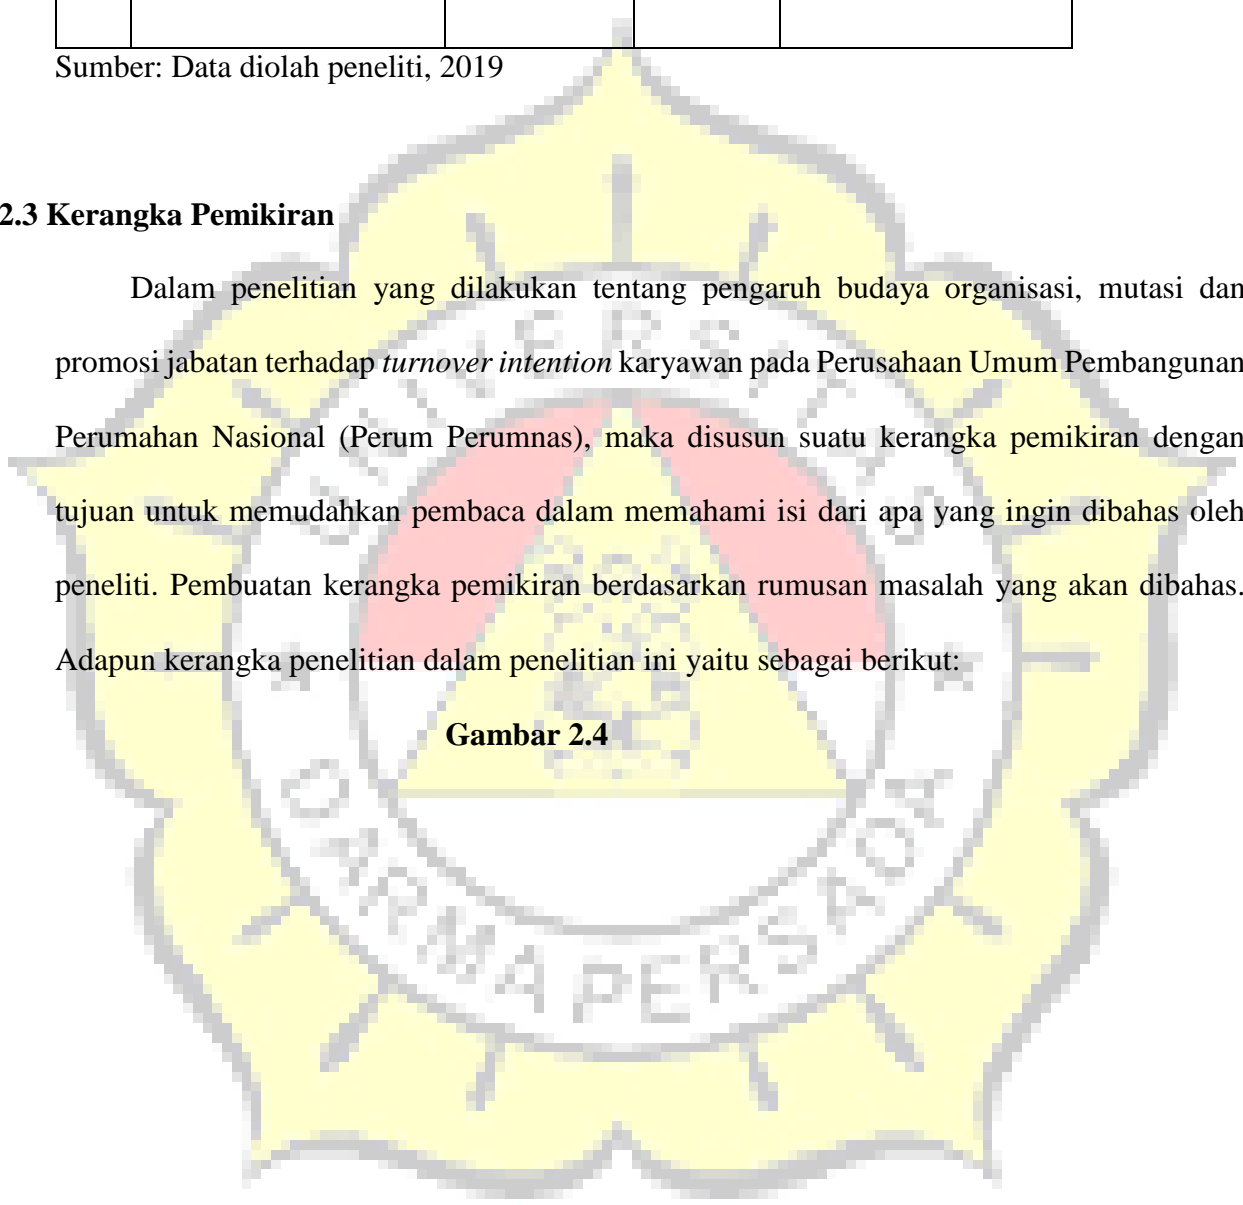 Sumber: Data diolah peneliti, 2019
2.3 Kerangka Pemikiran
Dalam penelitian yang dilakukan tentang pengaruh budaya organisasi, mutasi dan
promosi jabatan terhadap turnover intention karyawan pada Perusahaan Umum Pembangunan
Perumahan Nasional (Perum Perumnas), maka disusun suatu kerangka pemikiran dengan
tujuan untuk memudahkan pembaca dalam memahami isi dari apa yang ingin dibahas oleh
peneliti. Pembuatan kerangka pemikiran berdasarkan rumusan masalah yang akan dibahas.
Adapun kerangka penelitian dalam penelitian ini yaitu sebagai berikut:
Gambar 2.4
UNIVERSITAS
DARMA PERSADA